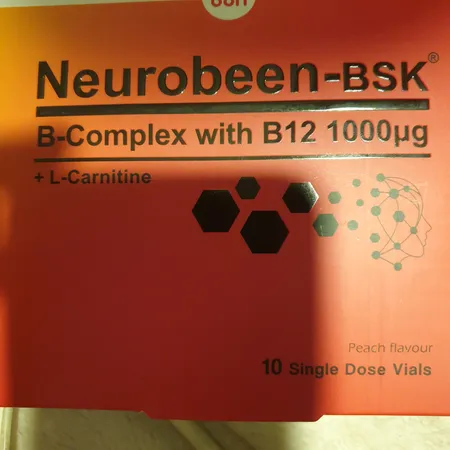 Neurobeen-BSK®
B-Complex with B12 1000µg
+ L-Carnitine
Peach flavour
10 Single Dose Vials